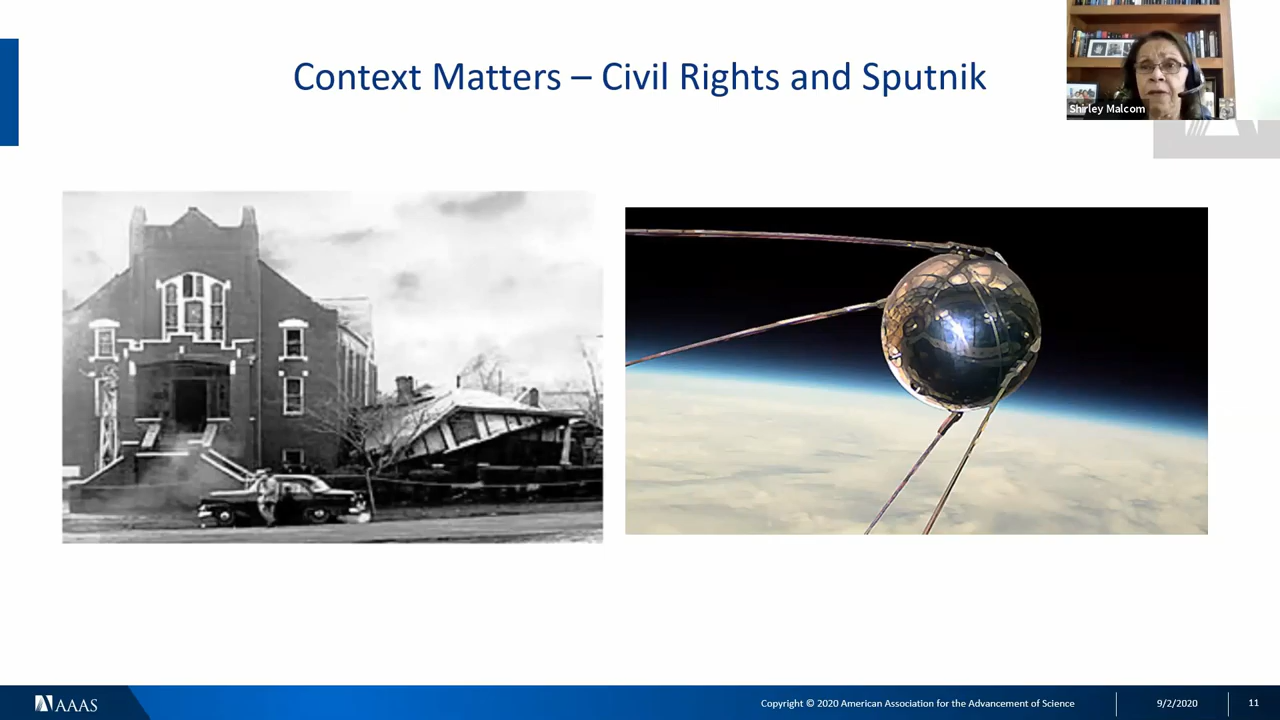 Context Matters – Civil Rights and Sputnik
Shirley Malcom
AAAS
Copyright © 2020 American Association for the Advancement of Science
9/2/2020
11